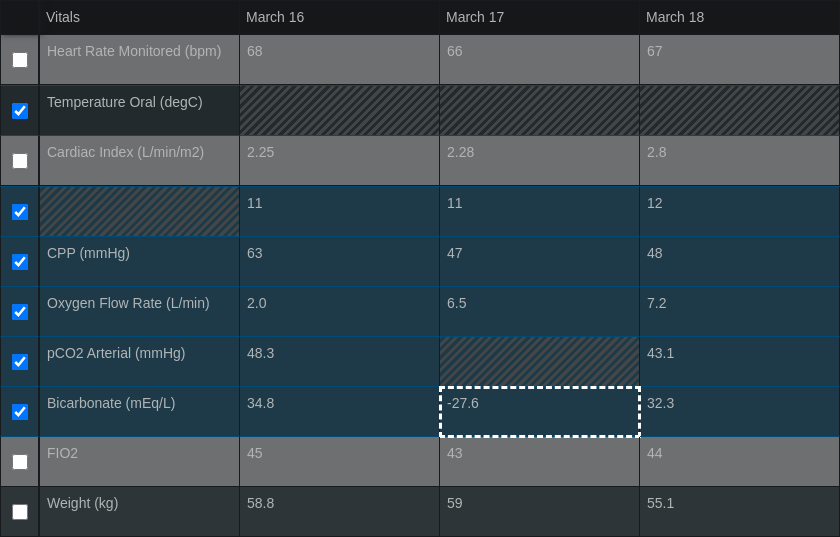 Vitals March 16 March 17 March 18
Heart Rate Monitored (bpm) 68 66 67
Temperature Oral (degC)
Cardiac Index (L/min/m2) 2.25 2.28 2.8
11 11 12
CPP (mmHg) 63 47 48
Oxygen Flow Rate (L/min) 2.0 6.5 7.2
pCO2 Arterial (mmHg) 48.3 43.1
Bicarbonate (mEq/L) 34.8 -27.6 32.3
FIO2 45 43 44
Weight (kg) 58.8 59 55.1